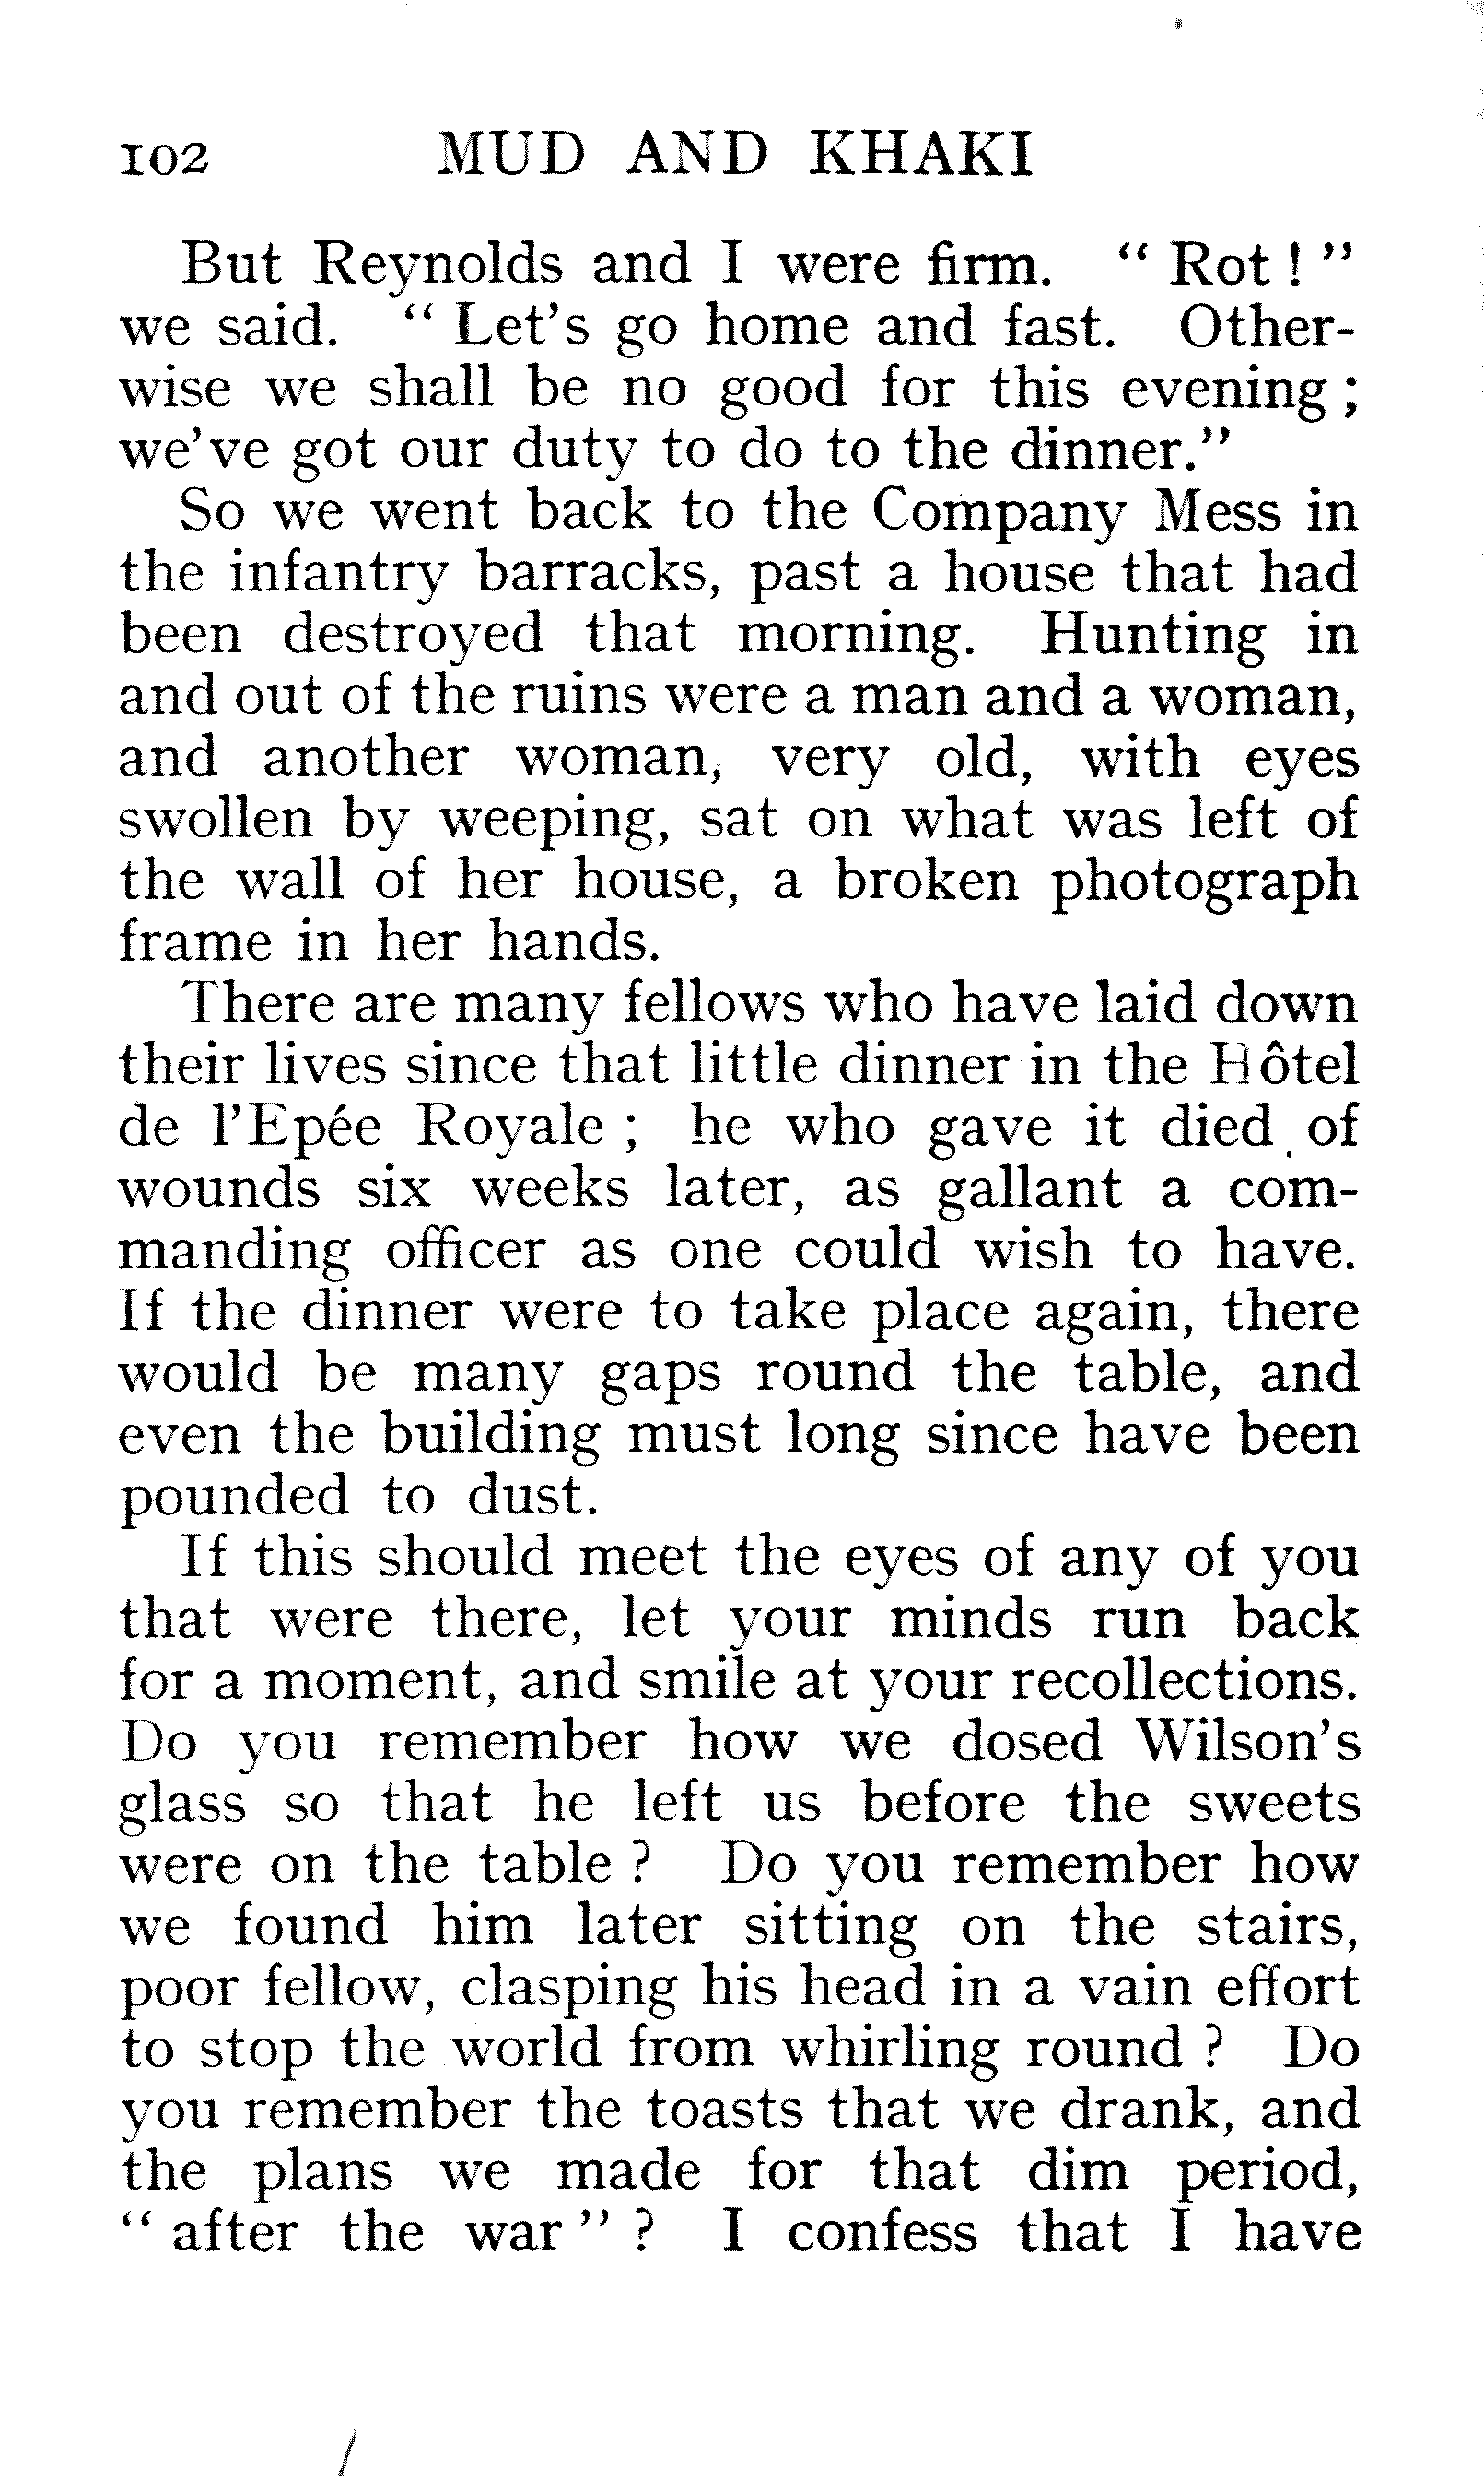 102 MUD AND KHAKI
But Reynolds and I were firm. “ Rot ! ”
we said. “ Let’s go home and fast. Other-
wise we shall be no good for this evening ;
we’ve got our duty to do to the dinner.”
So we went back to the Company Mess in
the infantry barracks, past a house that had
been destroyed that morning. Hunting in
and out of the ruins were a man and a woman,
and another woman, very old, with eyes
swollen by weeping, sat on what was left of
the wall of her house, a broken photograph
frame in her hands.
There are many fellows who have laid down
their lives since that little dinner in the Hôtel
de l’Epée Royale ; he who gave it died of
wounds six weeks later, as gallant a com-
manding officer as one could wish to have.
If the dinner were to take place again, there
would be many gaps round the table, and
even the building must long since have been
pounded to dust.
If this should meet the eyes of any of you
that were there, let your minds run back
for a moment, and smile at your recollections.
Do you remember how we dosed Wilson’s
glass so that he left us before the sweets
were on the table ? Do you remember how
we found him later sitting on the stairs,
poor fellow, clasping his head in a vain effort
to stop the world from whirling round ? Do
you remember the toasts that we drank, and
the plans we made for that dim period,
“ after the war ” ? I confess that I have